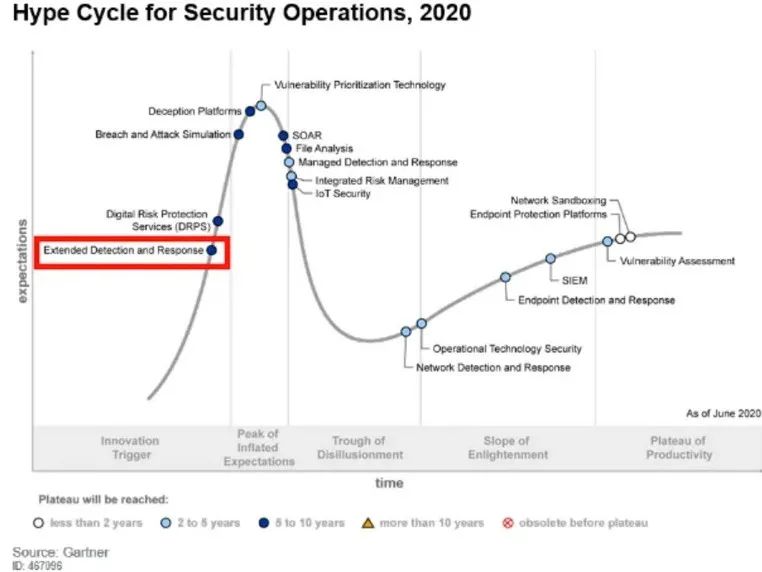 Hype Cycle for Security Operations, 2020
Vulnerability Prioritization Technology
Deception Platforms
Breach and Attack Simulation
SOAR
File Analysis
Managed Detection and Response
Integrated Risk Management
IoT Security
Digital Risk Protection
Services (DRPS)
Extended Detection and Response
Network Sandboxing
Endpoint Protection Platforms
Vulnerability Assessment
SIEM
Endpoint Detection and Response
Operational Technology Security
Network Detection and Response
expectations
As of June 2020
Innovation
Trigger
Peak of
Inflated
Expectations
Trough of
Disillusionment
Slope of
Enlightenment
Plateau of
Productivity
time
Plateau will be reached:
less than 2 years
2 to 5 years
5 to 10 years
more than 10 years
obsolete before plateau
Source: Gartner
ID: 467096